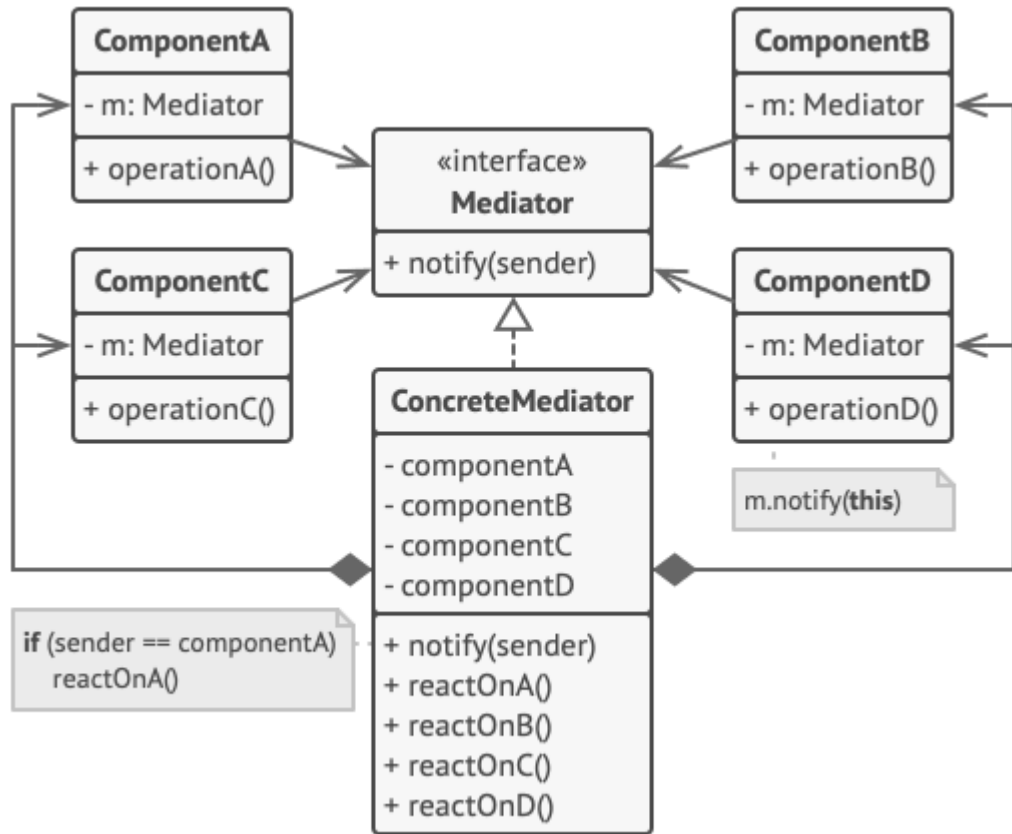 ComponentA
- m: Mediator
+ operationA()
ComponentB
- m: Mediator
+ operationB()
«interface»
Mediator
+ notify(sender)
ComponentC
- m: Mediator
+ operationC()
ComponentD
- m: Mediator
+ operationD()
m.notify(this)
ConcreteMediator
- componentA
- componentB
- componentC
- componentD
+ notify(sender)
+ reactOnA()
+ reactOnB()
+ reactOnC()
+ reactOnD()
if (sender == componentA)
reactOnA()